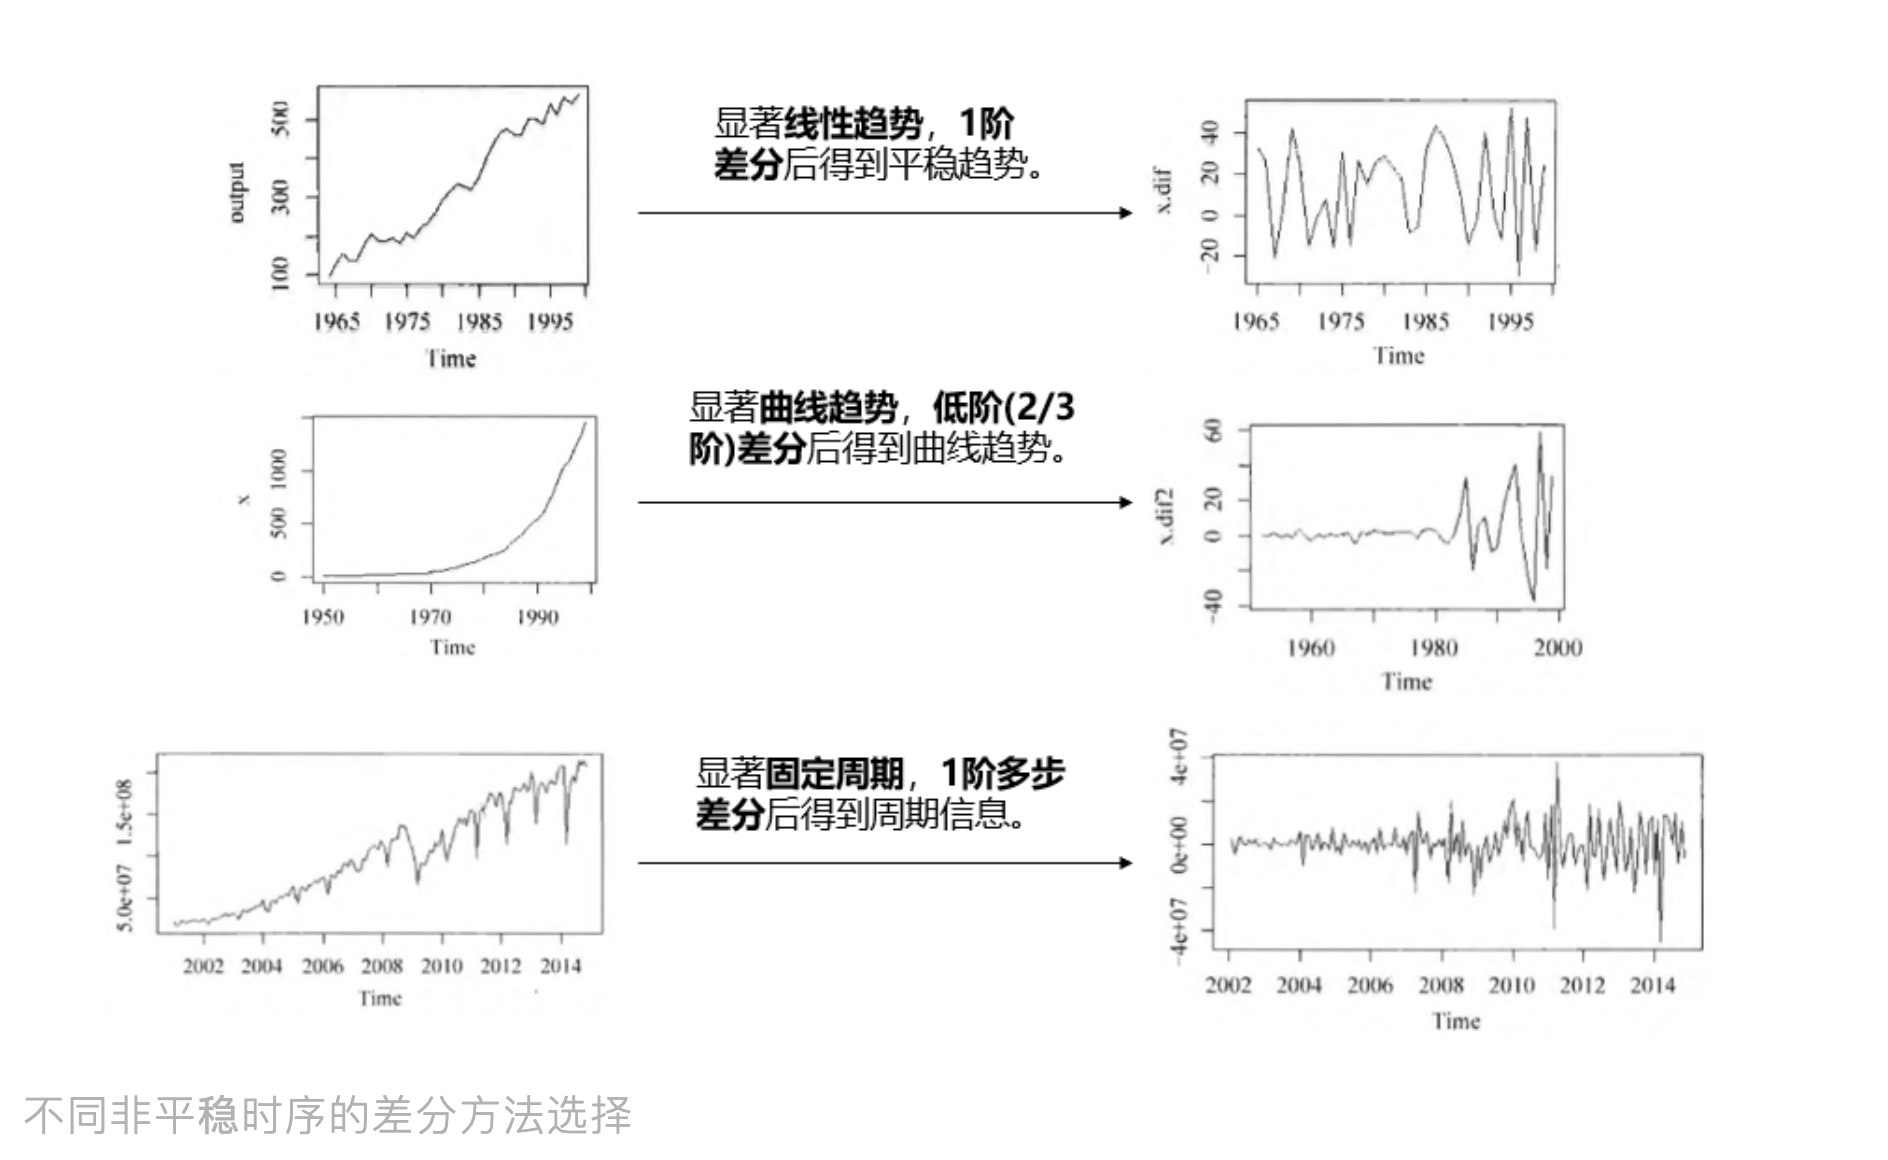 500
300
100
output
1965 1975 1985 1995
Time
显著线性趋势，1阶
差分后得到平稳趋势。
40
20
0
-20
x.dif
1965 1975 1985 1995
Time
1000
500
0
x
1950 1970 1990
Time
显著曲线趋势，低阶(2/3
阶)差分后得到曲线趋势。
60
20
0
-40
x.dif2
1960 1980 2000
Time
1.5e+08
5.0e+07
2002 2004 2006 2008 2010 2012 2014
Time
显著固定周期，1阶多步
差分后得到周期信息。
4e+07
0e+00
-4e+07
2002 2004 2006 2008 2010 2012 2014
Time
不同非平稳时序的差分方法选择